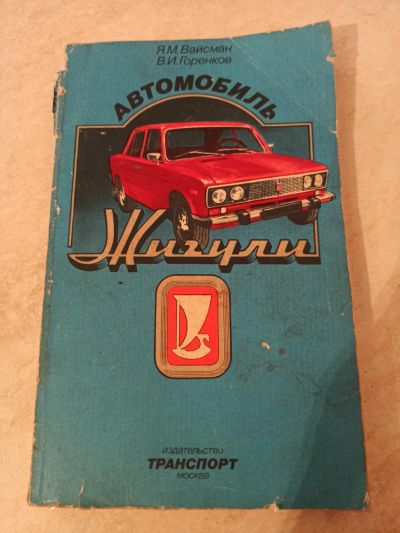 Я.М. Вайсман
В.И. Горенков
АВТОМОБИЛЬ
Жигули
издательство
ТРАНСПОРТ
МОСКВА